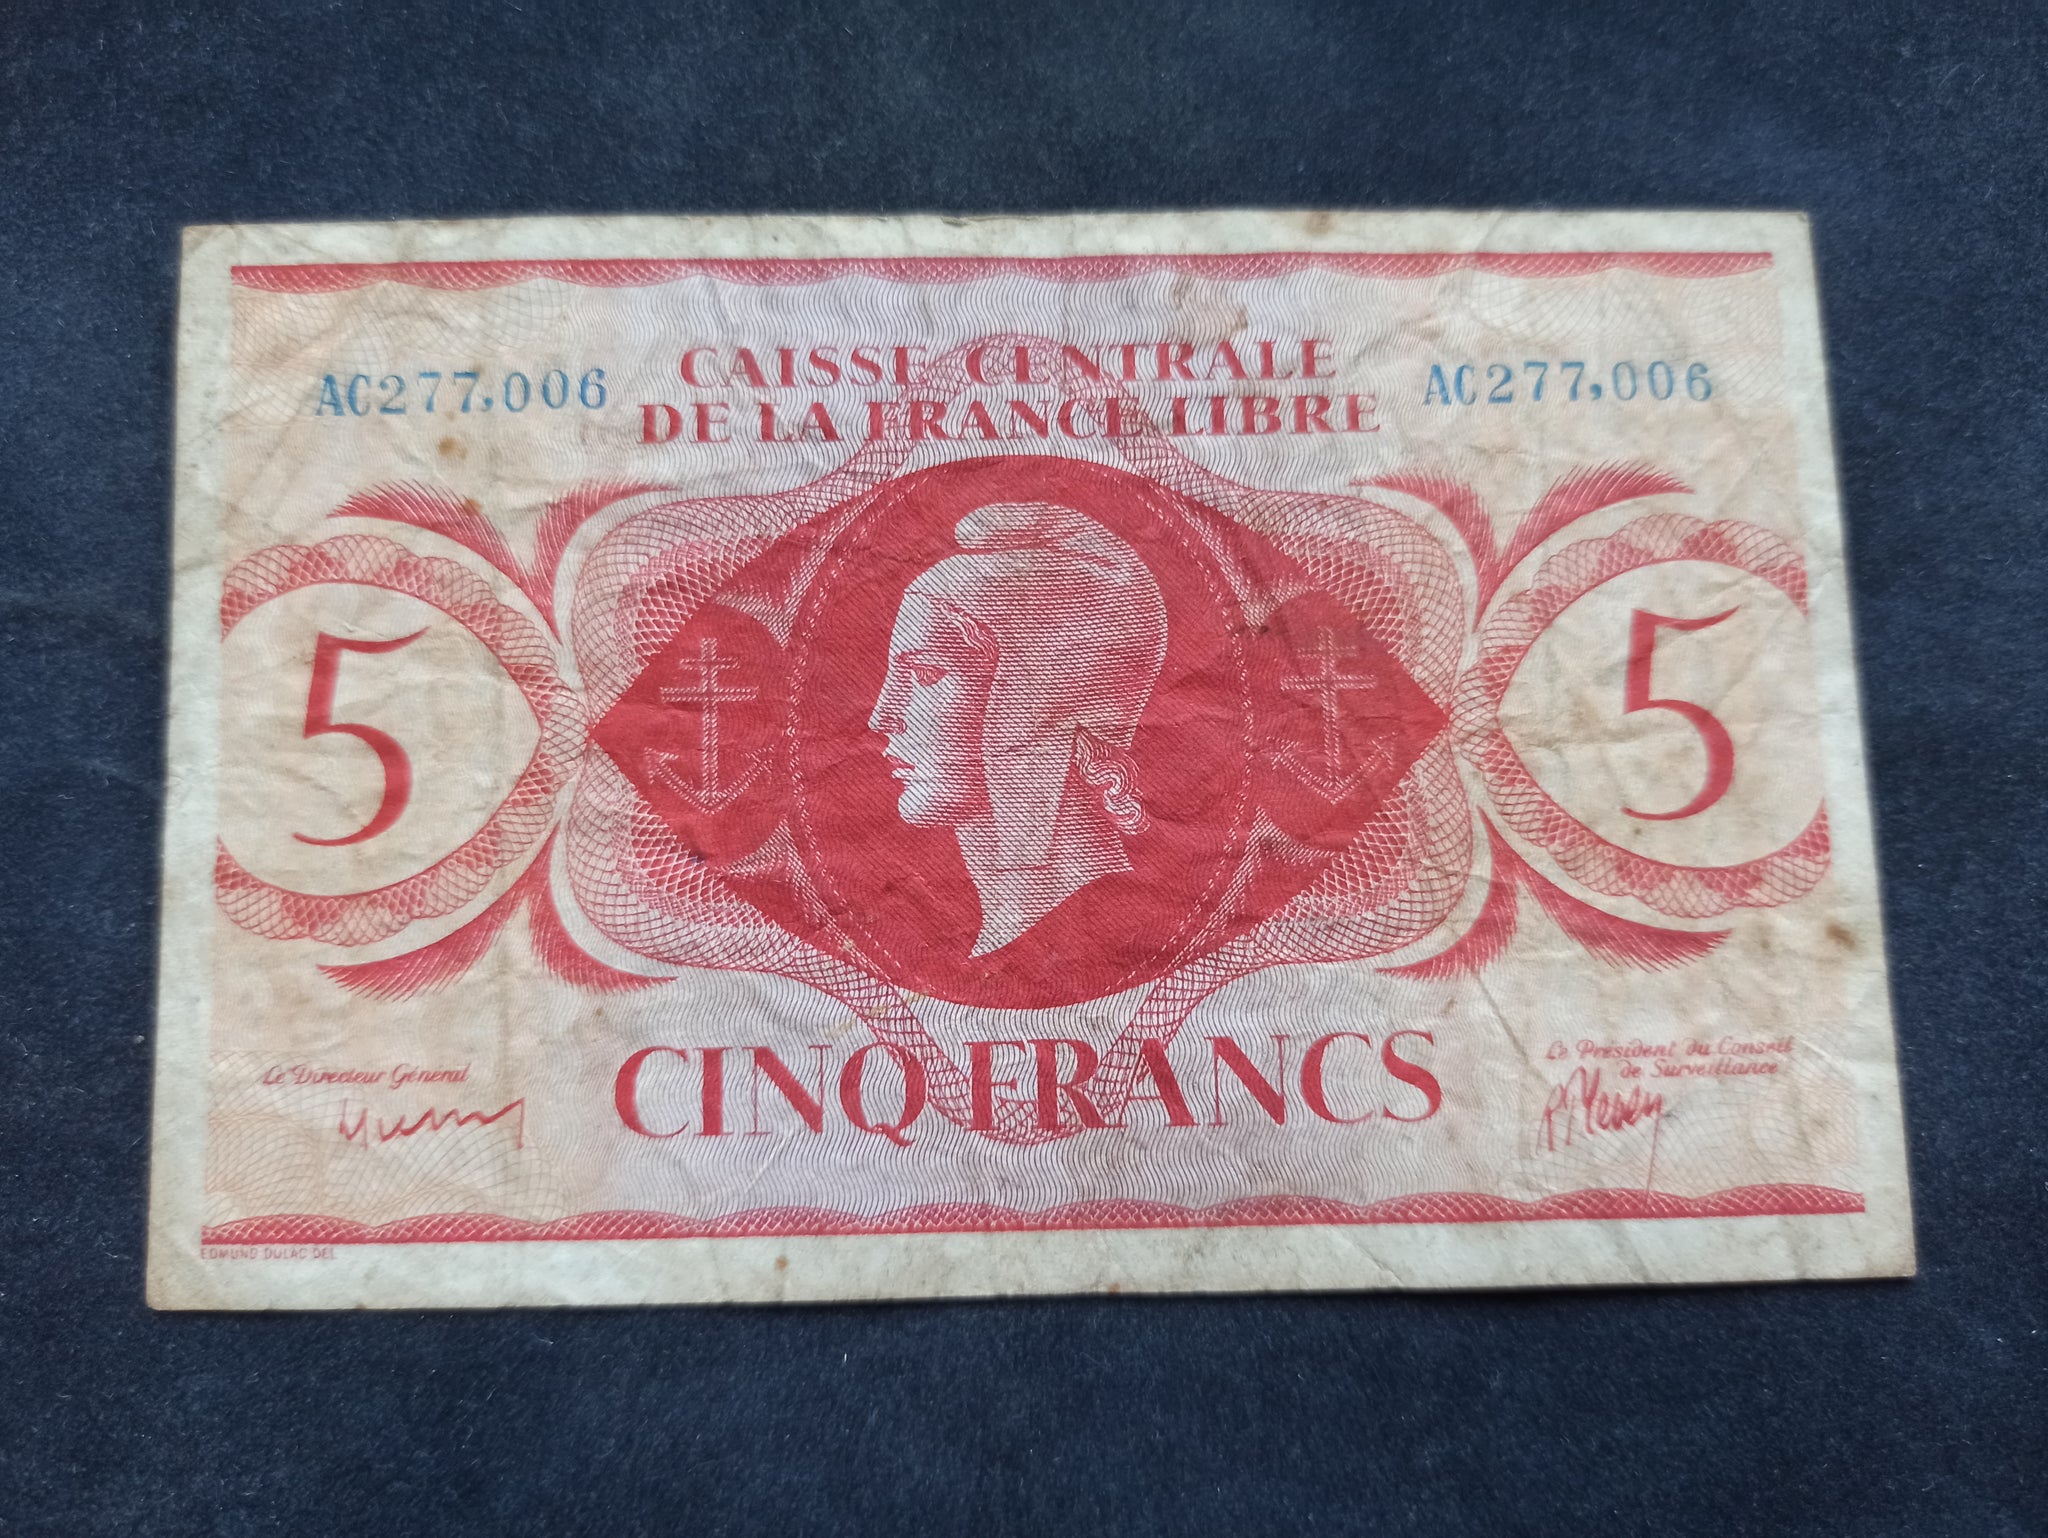 CAISSE CENTRALE
DE LA FRANCE LIBRE
AC277,006
AC277,006
5
5
CINQ FRANCS
Le Directeur Général
Le Président du Conseil
de Surveillance
EDMUND DULAC DEL